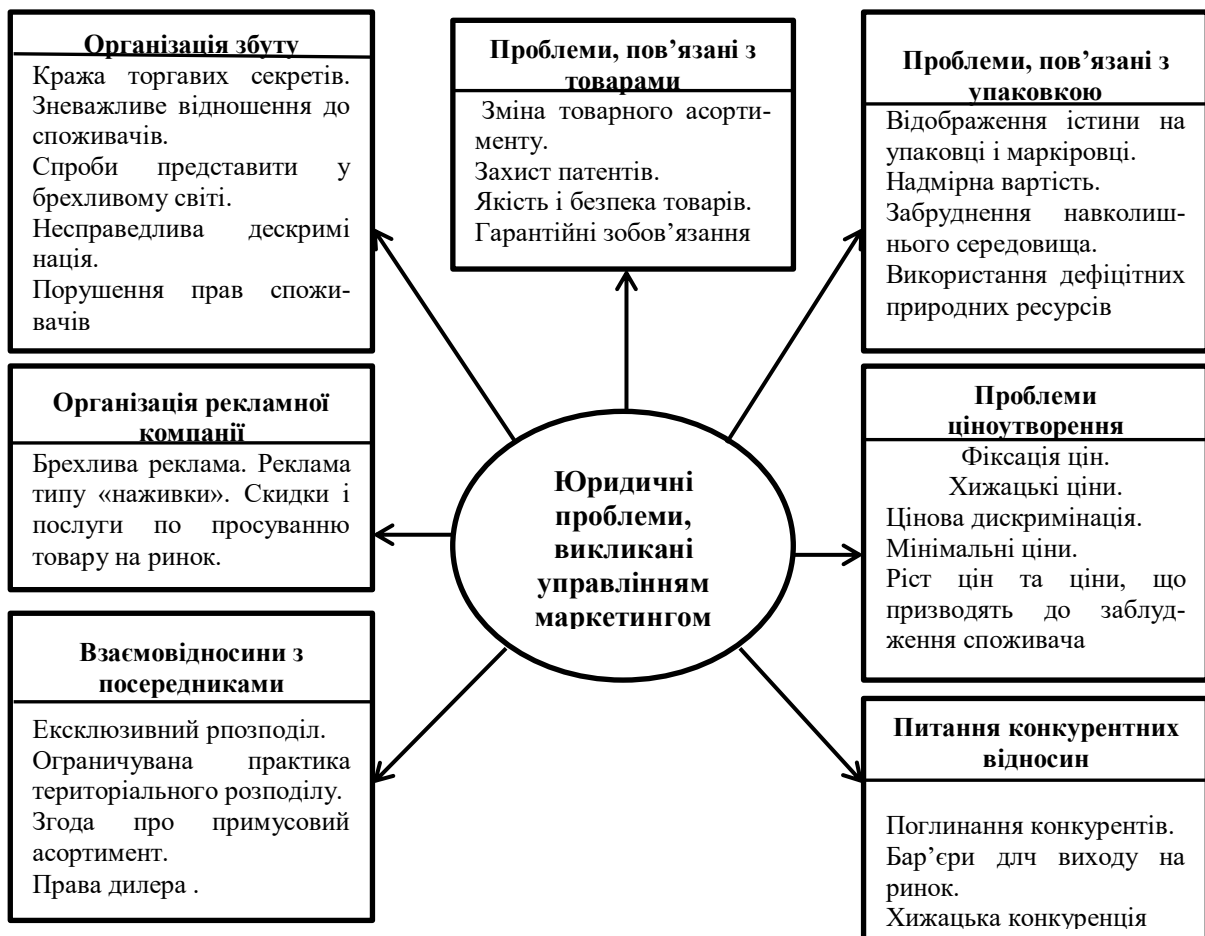 Організація збуту
Кража торгавих секретів.
Зневажливе відношення до
споживачів.
Спроби представити у
брехливому світі.
Несправедлива дескримі
нація.
Порушення прав спожи-
вачів
Проблеми, пов’язані з
товарами
Зміна товарного асорти-
менту.
Захист патентів.
Якість і безпека товарів.
Гарантійні зобов’язання
Проблеми, пов’язані з
упаковкою
Відображення істини на
упаковці і маркіровці.
Надмірна вартість.
Забруднення навколиш-
нього середовища.
Використання дефіцітних
природних ресурсів
Організація рекламної
компанії
Брехлива реклама. Реклама
типу «наживки». Скидки і
послуги по просуванню
товару на ринок.
Юридичні
проблеми,
викликані
управлінням
маркетингом
Проблеми
ціноутворення
Фіксація цін.
Хижацькі ціни.
Цінова дискримінація.
Мінімальні ціни.
Ріст цін та ціни, що
призводять до заблуд-
ження споживача
Взаємовідносини з
посередниками
Ексклюзивний рпозподіл.
Ограничувана практика
територіального розподілу.
Згода про примусовий
асортимент.
Права дилера .
Питання конкурентних
відносин
Поглинання конкурентів.
Бар’єри длч виходу на
ринок.
Хижацька конкуренція